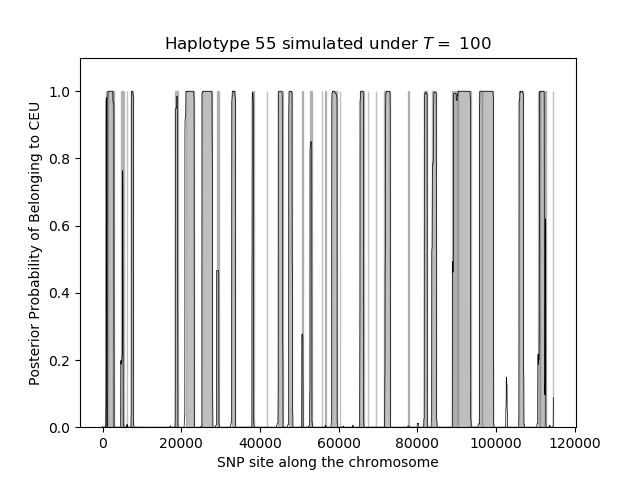 Haplotype 55 simulated under T = 100
Posterior Probability of Belonging to CEU
1.0
0.8
0.6
0.4
0.2
0.0
0 20000 40000 60000 80000 100000 120000
SNP site along the chromosome